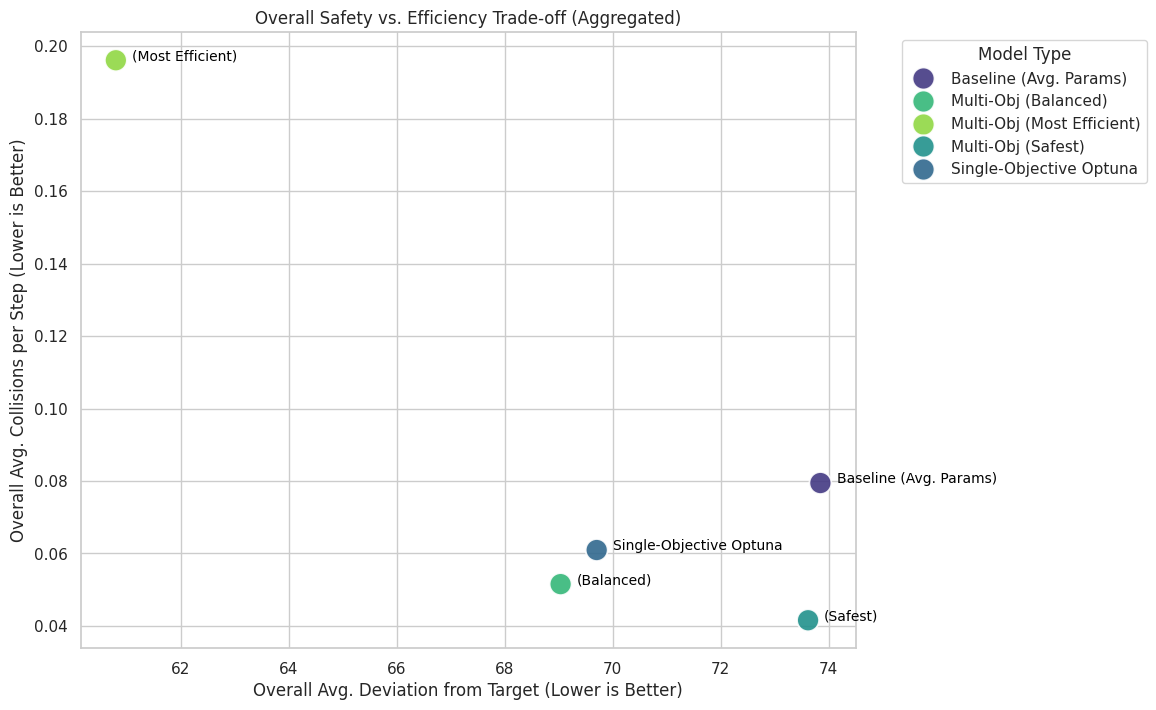 Overall Safety vs. Efficiency Trade-off (Aggregated)
Overall Avg. Collisions per Step (Lower is Better)
0.20
0.18
0.16
0.14
0.12
0.10
0.08
0.06
0.04
(Most Efficient)
Baseline (Avg. Params)
Single-Objective Optuna
(Balanced)
(Safest)
62
64
66
68
70
72
74
Overall Avg. Deviation from Target (Lower is Better)
Model Type
Baseline (Avg. Params)
Multi-Obj (Balanced)
Multi-Obj (Most Efficient)
Multi-Obj (Safest)
Single-Objective Optuna